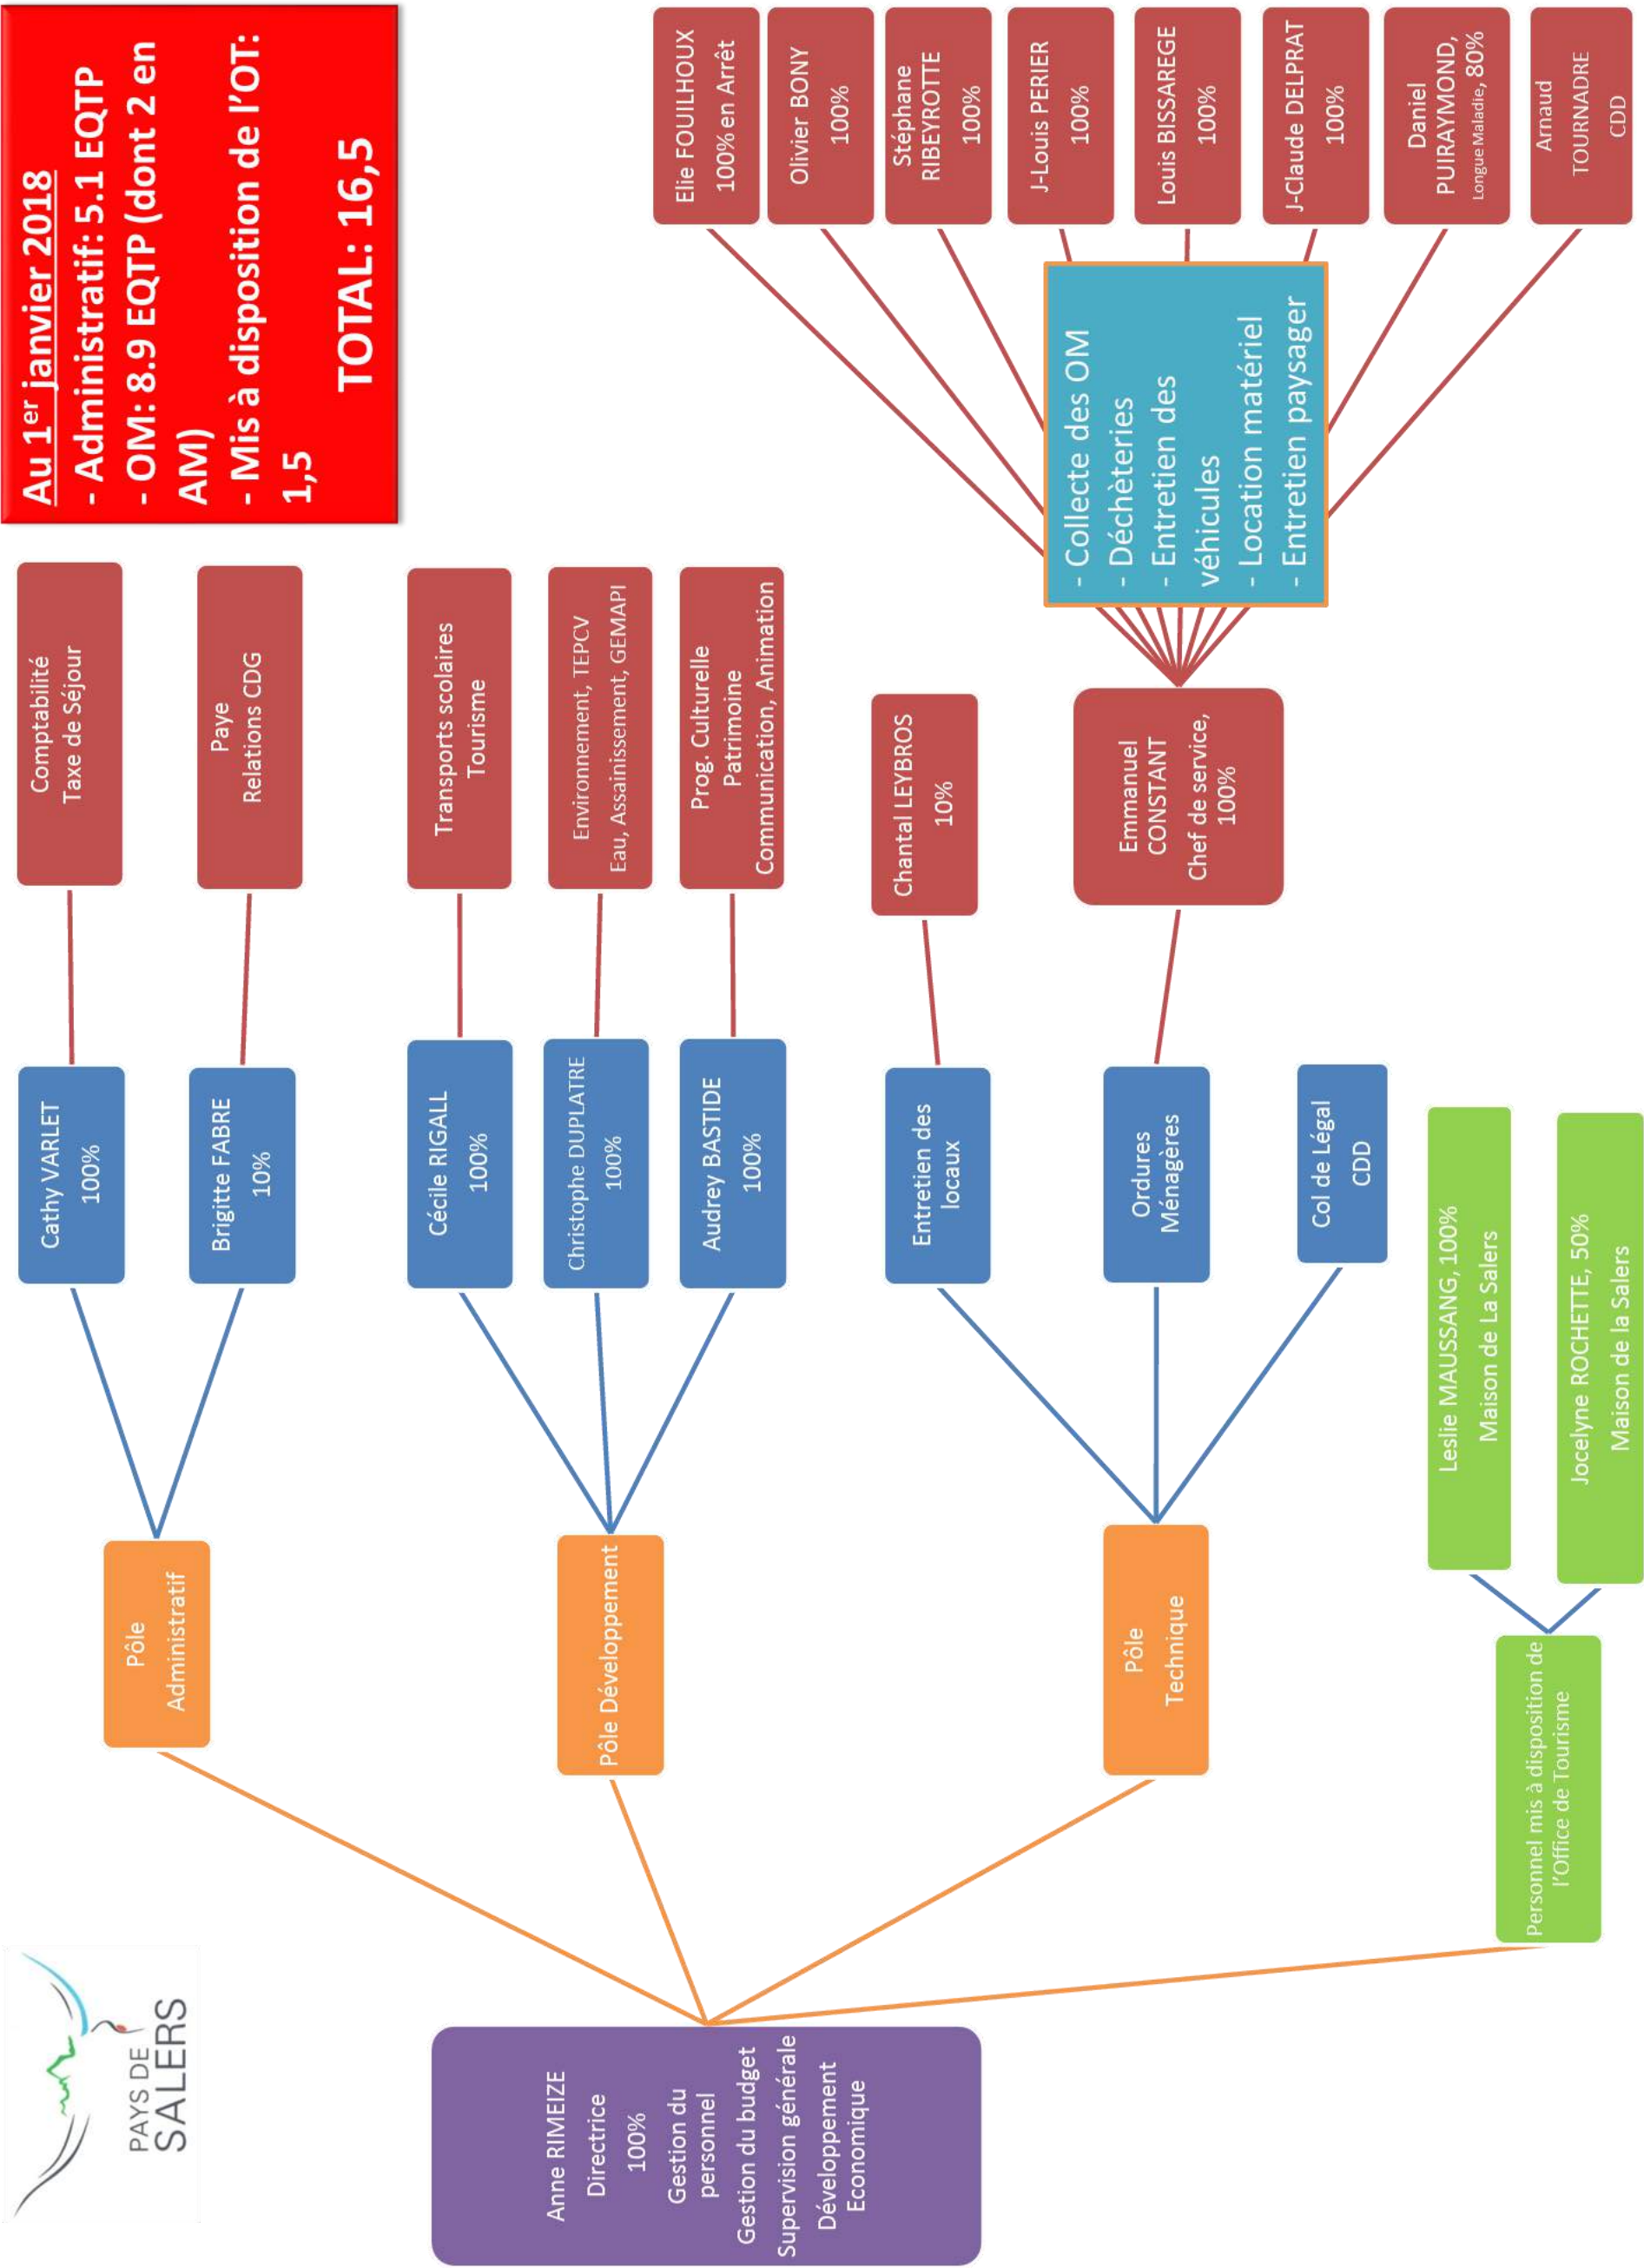 PAYS DE
SALERS
Au 1er janvier 2018
- Administratif: 5.1 EQTP
- OM: 8.9 EQTP (dont 2 en
AM)
- Mis à disposition de l'OT:
1,5
TOTAL: 16,5
Anne RIMEIZE
Directrice
100%
Gestion du
personnel
Gestion du budget
Supervision générale
Développement
Economique
Pôle
Administratif
Cathy VARLET
100%
Comptabilité
Taxe de Séjour
Brigitte FABRE
10%
Paye
Relations CDG
Pôle Développement
Cécile RIGALL
100%
Transports scolaires
Tourisme
Christophe DUPLATRE
100%
Environnement, TEPCV
Eau, Assainissement, GEMAPI
Audrey BASTIDE
100%
Prog. Culturelle
Patrimoine
Communication, Animation
Pôle
Technique
Entretien des
locaux
Chantal LEYBROS
10%
Ordures
Ménagères
Emmanuel
CONSTANT
Chef de service,
100%
- Collecte des OM
- Déchèteries
- Entretien des
véhicules
- Location matériel
- Entretien paysager
Elie FOUILHOUX
100% en Arrêt
Olivier BONY
100%
Stéphane
RIBEYROTTE
100%
J-Louis PERIER
100%
Louis BISSAREGE
100%
J-Claude DELPRAT
100%
Daniel
PUIRAYMOND,
Longue Maladie, 80%
Arnaud
TOURNADRE
CDD
Col de Légal
CDD
Personnel mis à disposition de
l'Office de Tourisme
Leslie MAUSSANG, 100%
Maison de La Salers
Jocelyne ROCHETTE, 50%
Maison de la Salers